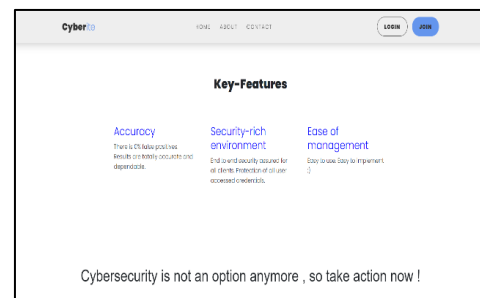 Cyberite
HOME ABOUT CONTACT
LOGIN JOIN
Key-Features
Accuracy
There is 0% false positives.
Results are totally accurate and
dependable.
Security-rich
environment
End to end security assured for
all clients. Protection of all user
accessed credentials.
Ease of
management
Easy to use. Easy to implement
:)
Cybersecurity is not an option anymore , so take action now !